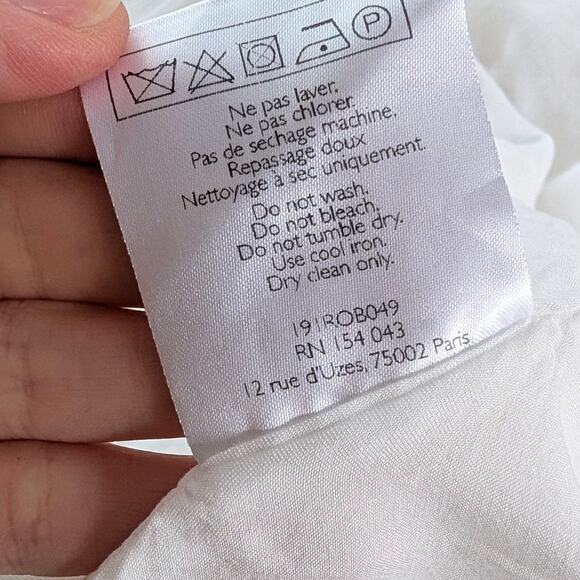 P
Ne pas laver.
Ne pas chlorer.
Pas de sechage machine.
Repassage doux
Nettoyage à sec uniquement.
Do not wash.
Do not bleach.
Do not tumble dry.
Use cool iron.
Dry clean only.
191ROB049
RN 154 043
12 rue d'Uzes, 75002 Paris